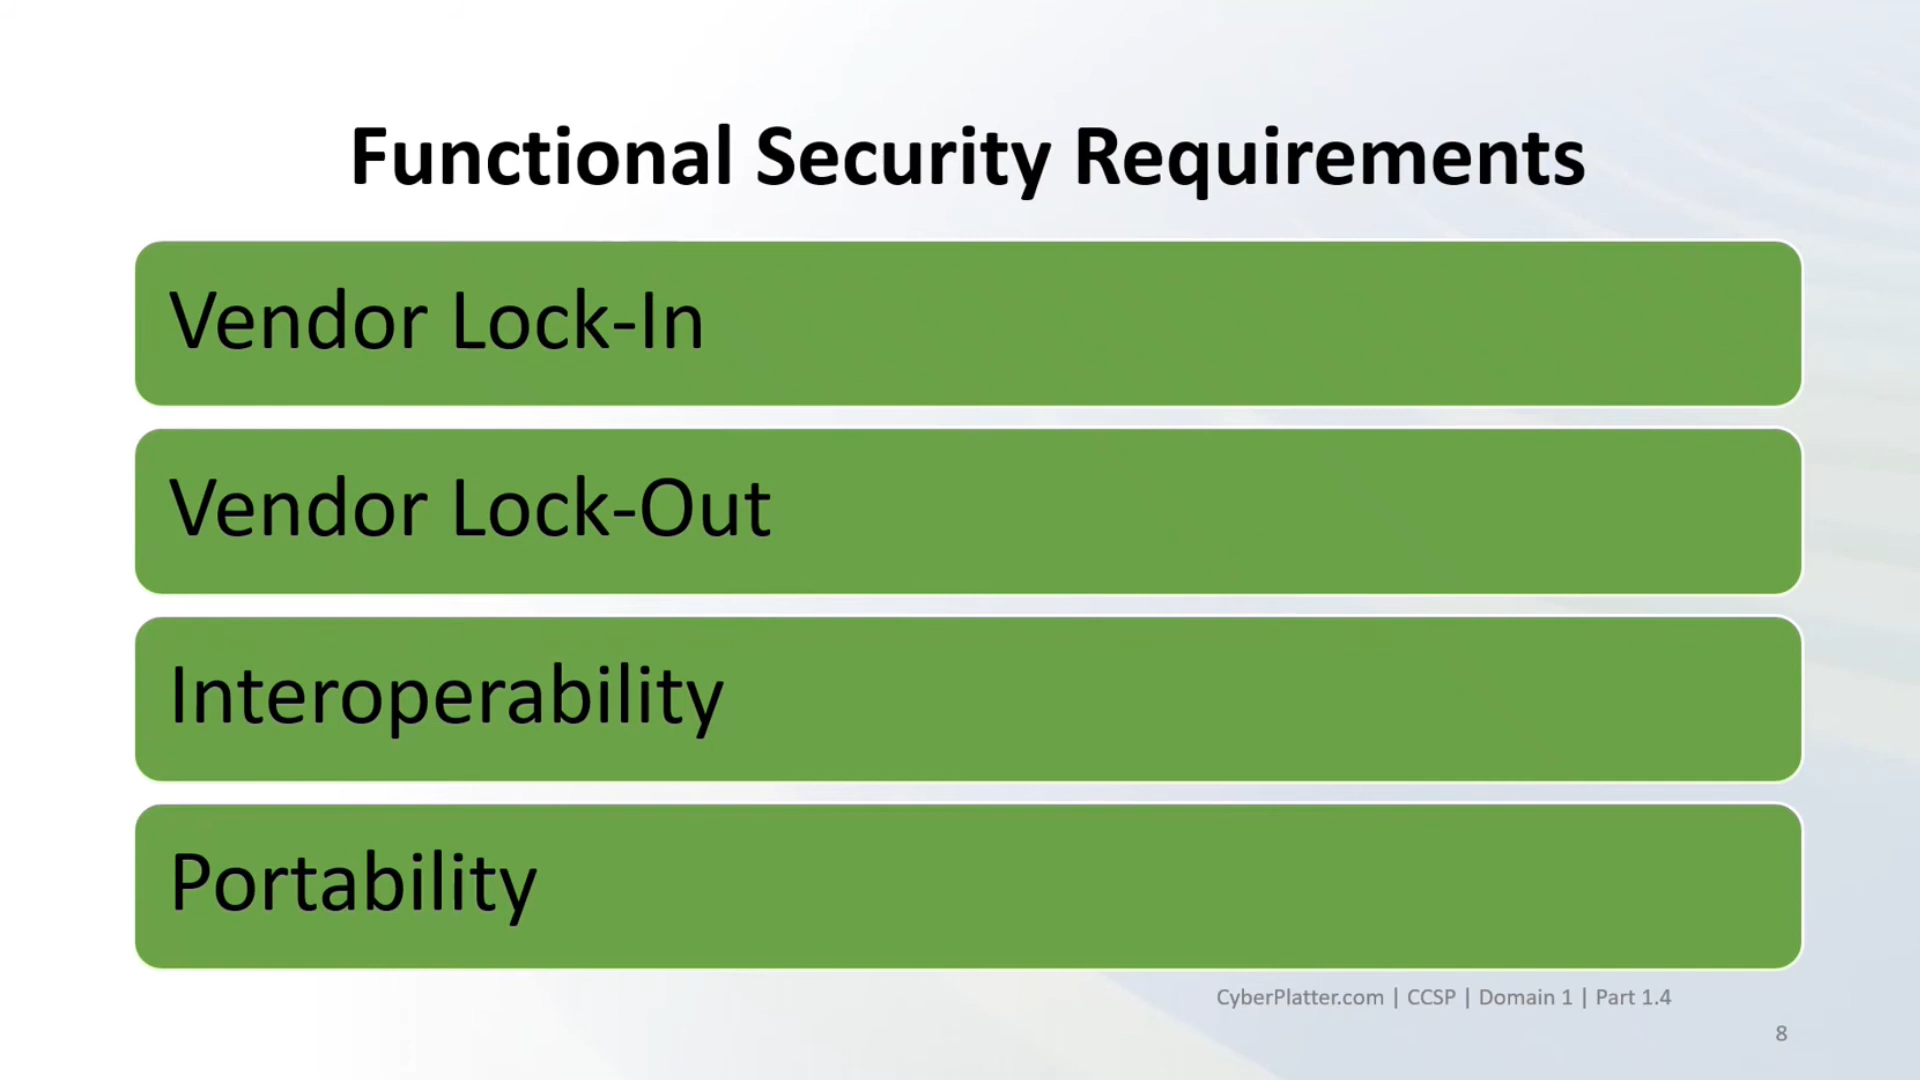 Functional Security Requirements
Vendor Lock-In
Vendor Lock-Out
Interoperability
Portability
CyberPlatter.com | CCSP | Domain 1 | Part 1.4
8